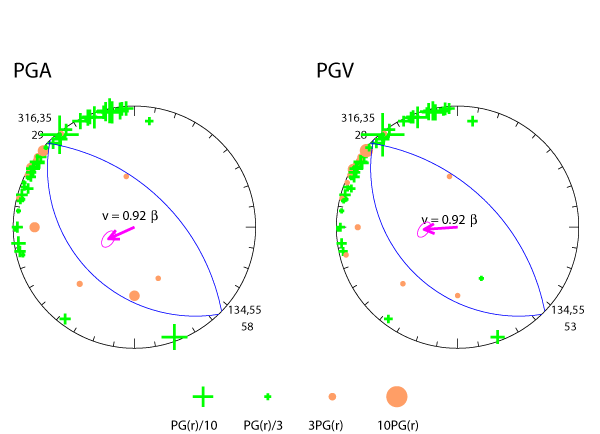 PGA
PGV
316,35
29
316,35
28
v = 0.92 β
v = 0.92 β
134,55
58
134,55
53
PG(r)/10 PG(r)/3 3PG(r) 10PG(r)